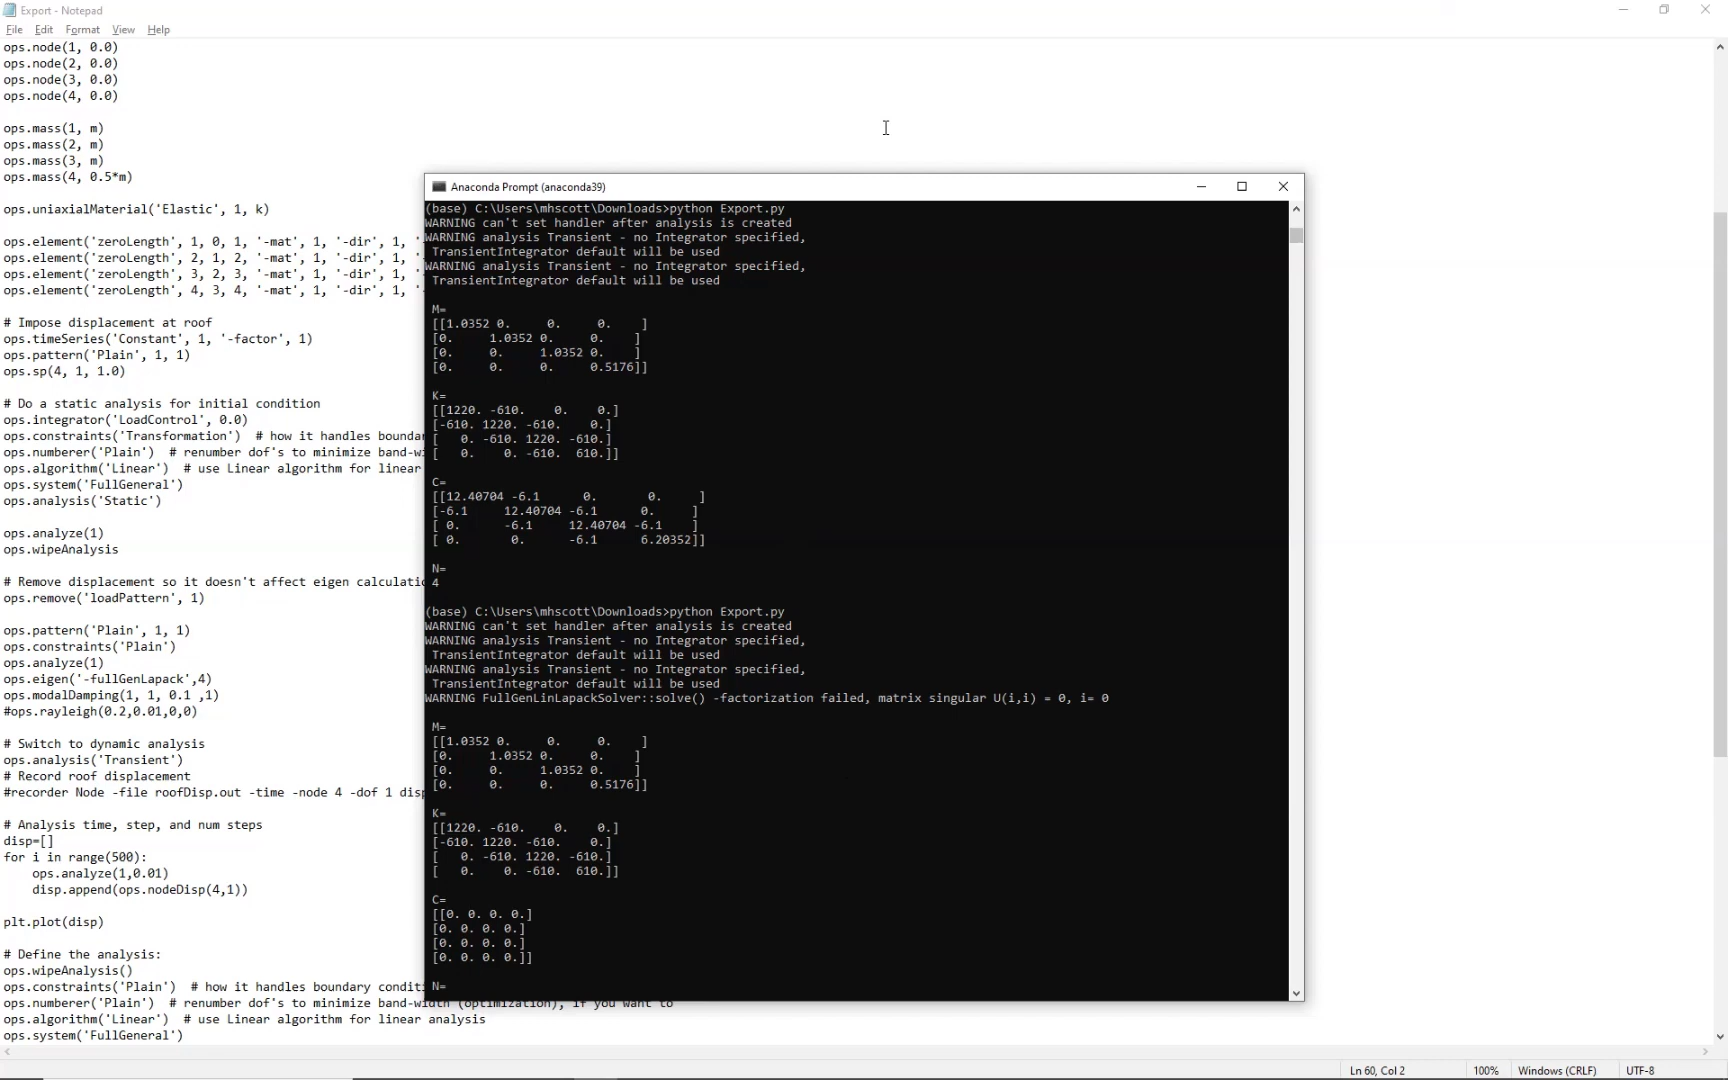 Export - Notepad
File Edit Format View Help
ops.node(1, 0.0)
ops.node(2, 0.0)
ops.node(3, 0.0)
ops.node(4, 0.0)
ops.mass(1, m)
ops.mass(2, m)
ops.mass(3, m)
ops.mass(4, 0.5*m)
ops.uniaxialMaterial('Elastic', 1, k)
ops.element('zeroLength', 1, 0, 1, '-mat', 1, '-dir', 1, '
ops.element('zeroLength', 2, 1, 2, '-mat', 1, '-dir', 1, '
ops.element('zeroLength', 3, 2, 3, '-mat', 1, '-dir', 1, '
ops.element('zeroLength', 4, 3, 4, '-mat', 1, '-dir', 1, '
# Impose displacement at roof
ops.timeSeries('Constant', 1, '-factor', 1)
ops.pattern('Plain', 1, 1)
ops.sp(4, 1, 1.0)
# Do a static analysis for initial condition
ops.integrator('LoadControl', 0.0)
ops.constraints('Transformation')  # how it handles boundar
ops.numberer('Plain')  # renumber dof's to minimize band-wi
ops.algorithm('Linear')  # use Linear algorithm for linear
ops.system('FullGeneral')
ops.analysis('Static')
ops.analyze(1)
ops.wipeAnalysis
# Remove displacement so it doesn't affect eigen calculatio
ops.remove('loadPattern', 1)
ops.pattern('Plain', 1, 1)
ops.constraints('Plain')
ops.analyze(1)
ops.eigen('-fullGenLapack',4)
ops.modalDamping(1, 1, 0.1 ,1)
#ops.rayleigh(0.2,0.01,0,0)
# Switch to dynamic analysis
ops.analysis('Transient')
# Record roof displacement
#recorder Node -file roofDisp.out -time -node 4 -dof 1 disp
# Analysis time, step, and num steps
disp=[]
for i in range(500):
    ops.analyze(1,0.01)
    disp.append(ops.nodeDisp(4,1))
plt.plot(disp)
# Define the analysis:
ops.wipeAnalysis()
ops.constraints('Plain')  # how it handles boundary conditi
ops.numberer('Plain')  # renumber dof's to minimize band-width (optimization), if you want to
ops.algorithm('Linear')  # use Linear algorithm for linear analysis
ops.system('FullGeneral')
Anaconda Prompt (anaconda39)
(base) C:\Users\mhscott\Downloads>python Export.py
WARNING can't set handler after analysis is created
WARNING analysis Transient - no Integrator specified,
 TransientIntegrator default will be used
WARNING analysis Transient - no Integrator specified,
 TransientIntegrator default will be used
M=
[[1.0352 0.     0.     0.    ]
[0.     1.0352 0.     0.    ]
[0.     0.     1.0352 0.    ]
[0.     0.     0.     0.5176]]
K=
[[1220. -610.    0.    0.]
[-610. 1220. -610.    0.]
[   0. -610. 1220. -610.]
[   0.    0. -610.  610.]]
C=
[[12.40704 -6.1      0.       0.     ]
[-6.1     12.40704 -6.1      0.     ]
[ 0.      -6.1     12.40704 -6.1    ]
[ 0.       0.      -6.1      6.20352]]
N=
4
(base) C:\Users\mhscott\Downloads>python Export.py
WARNING can't set handler after analysis is created
WARNING analysis Transient - no Integrator specified,
 TransientIntegrator default will be used
WARNING analysis Transient - no Integrator specified,
 TransientIntegrator default will be used
WARNING FullGenLinLapackSolver::solve() -factorization failed, matrix singular U(i,i) = 0, i= 0
M=
[[1.0352 0.     0.     0.    ]
[0.     1.0352 0.     0.    ]
[0.     0.     1.0352 0.    ]
[0.     0.     0.     0.5176]]
K=
[[1220. -610.    0.    0.]
[-610. 1220. -610.    0.]
[   0. -610. 1220. -610.]
[   0.    0. -610.  610.]]
C=
[[0. 0. 0. 0.]
[0. 0. 0. 0.]
[0. 0. 0. 0.]
[0. 0. 0. 0.]]
N=
Ln 60, Col 2 100% Windows (CRLF) UTF-8